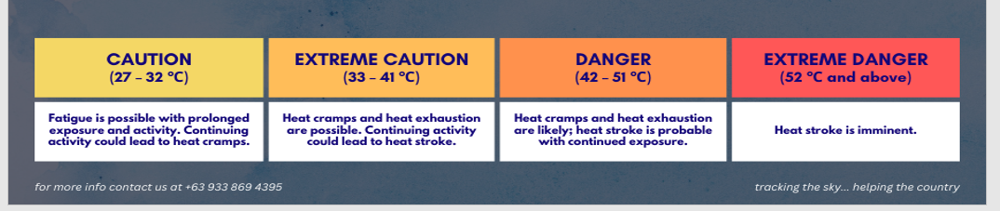 CAUTION
(27 – 32 °C)
EXTREME CAUTION
(33 – 41 °C)
DANGER
(42 – 51 °C)
EXTREME DANGER
(52 °C and above)
Fatigue is possible with prolonged
exposure and activity. Continuing
activity could lead to heat cramps.
Heat cramps and heat exhaustion
are possible. Continuing activity
could lead to heat stroke.
Heat cramps and heat exhaustion
are likely; heat stroke is probable
with continued exposure.
Heat stroke is imminent.
for more info contact us at +63 933 869 4395
tracking the sky... helping the country